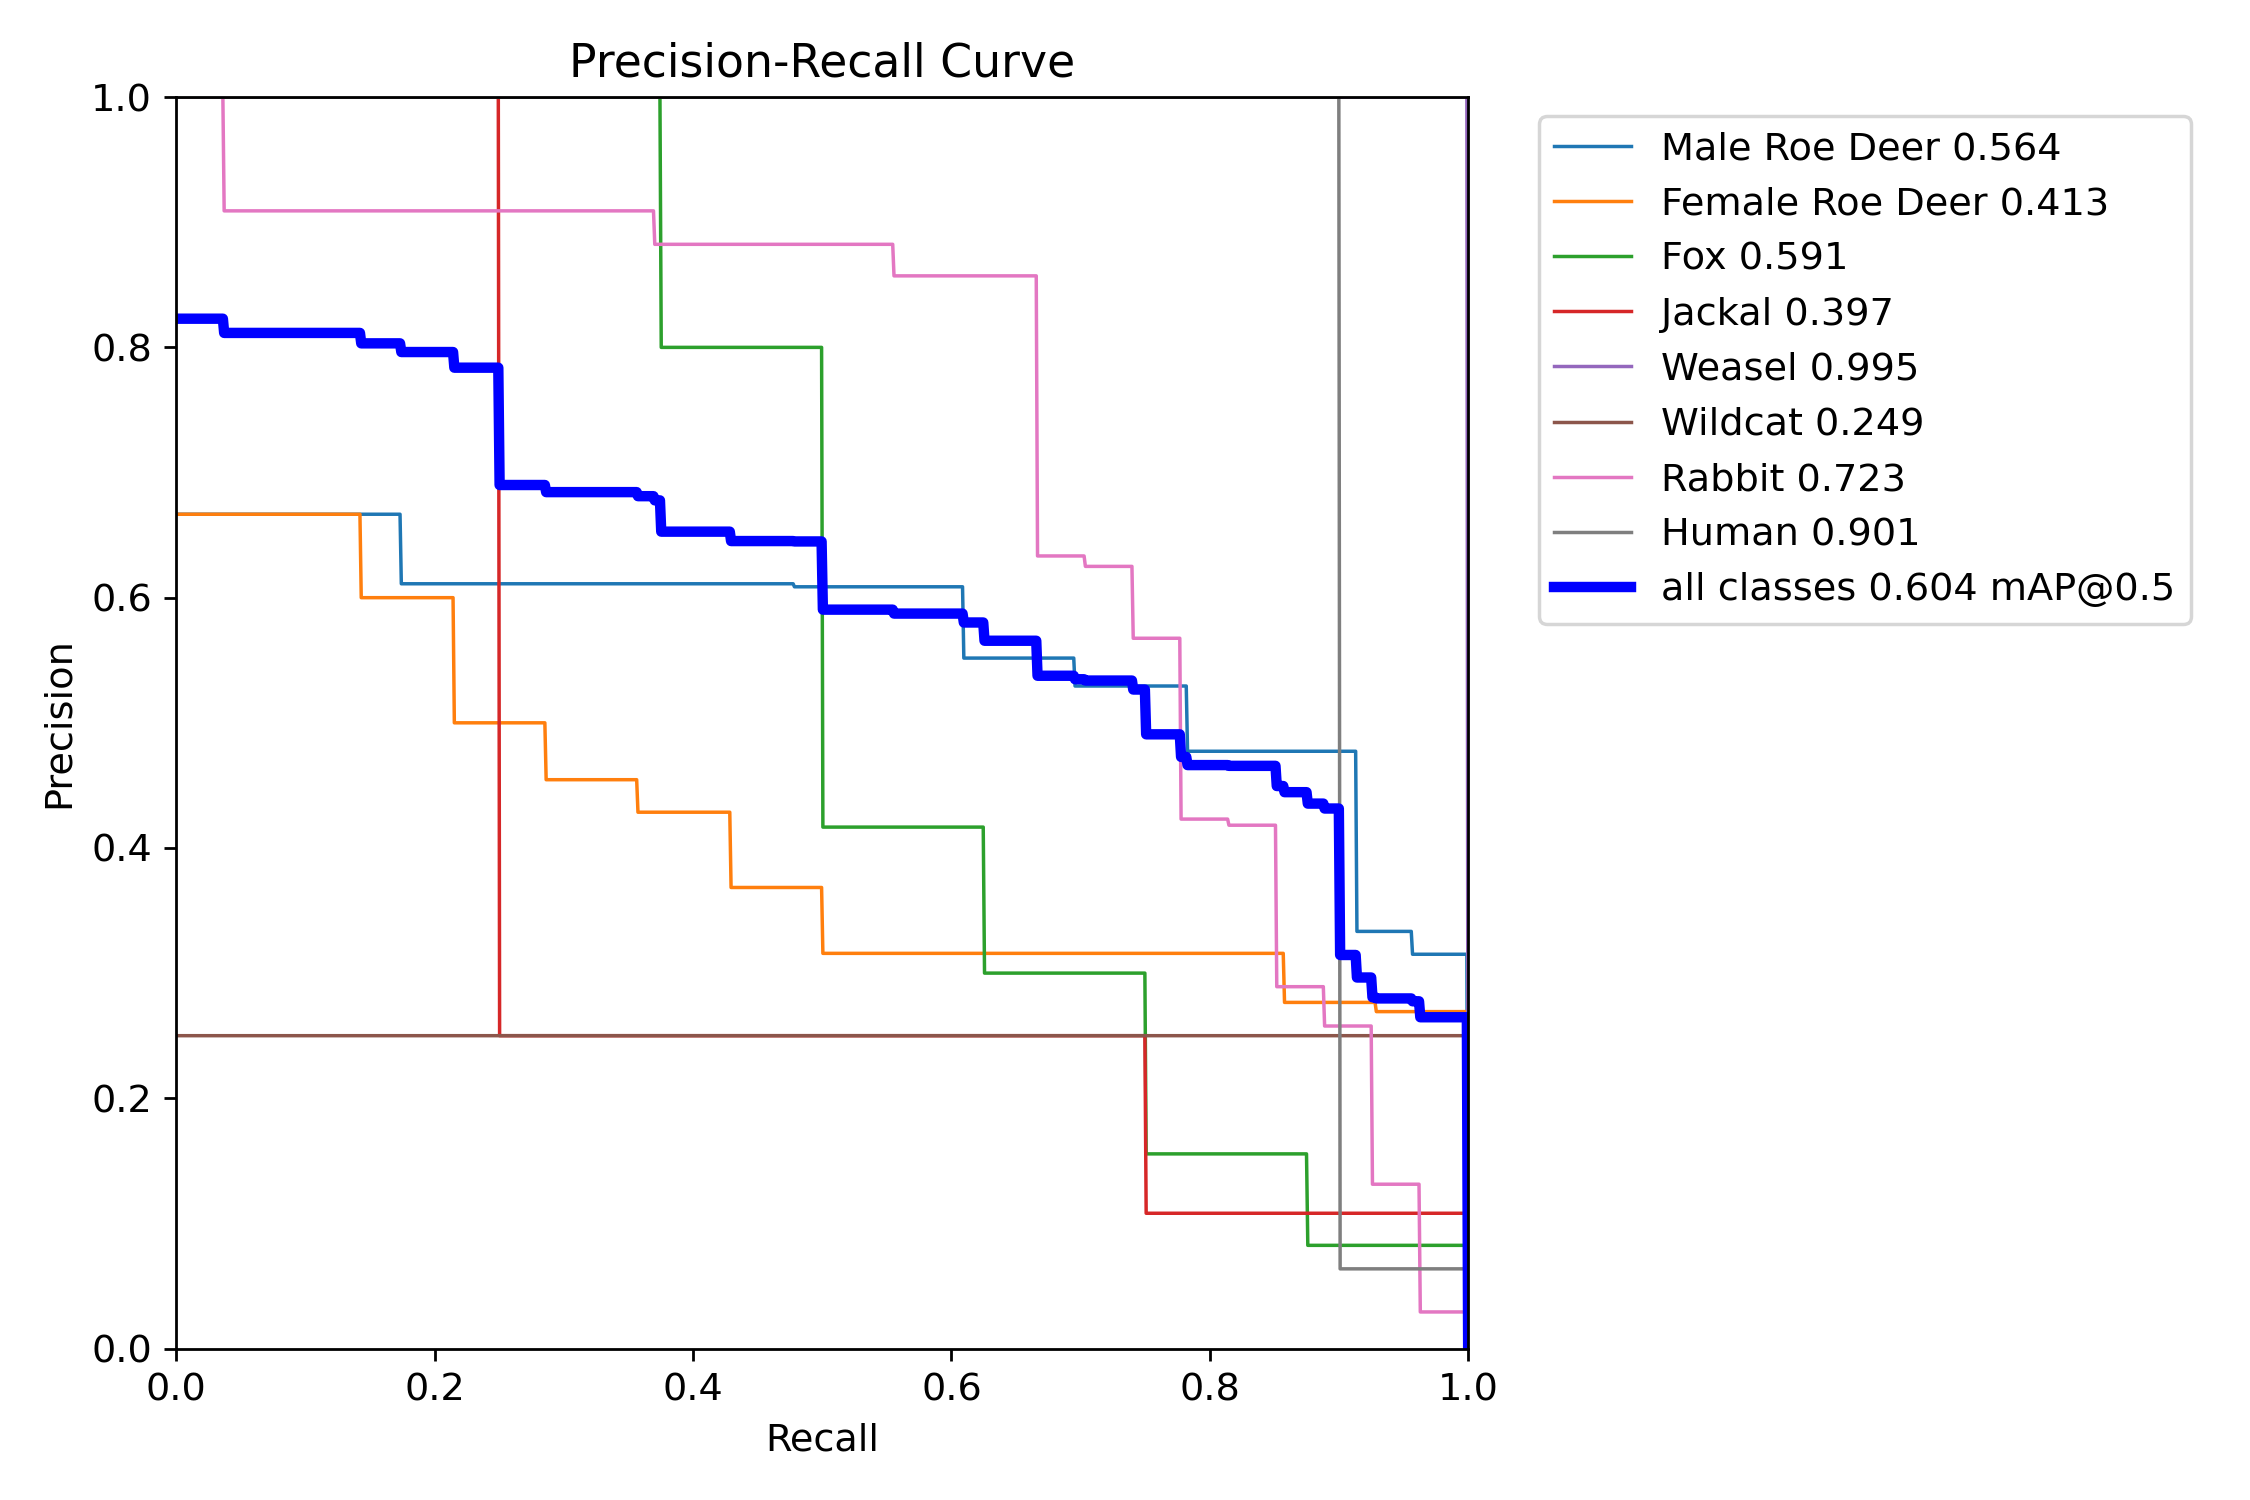 Precision-Recall Curve
1.0
0.8
0.6
0.4
0.2
0.0
Precision
0.0 0.2 0.4 0.6 0.8 1.0
Recall
Male Roe Deer 0.564
Female Roe Deer 0.413
Fox 0.591
Jackal 0.397
Weasel 0.995
Wildcat 0.249
Rabbit 0.723
Human 0.901
all classes 0.604 mAP@0.5